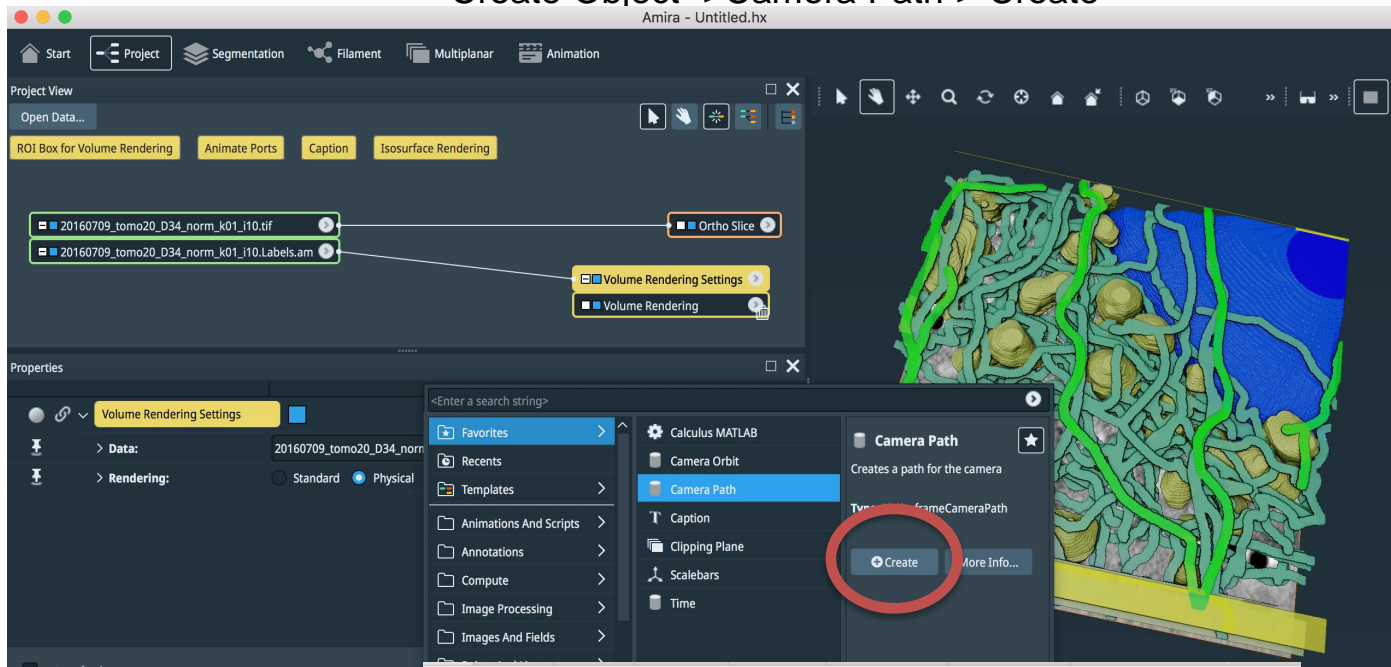 Create Object->Camera Path-> Create
Amira - Untitled.hx
Start
Project
Segmentation
Filament
Multiplanar
Animation
Project View
Open Data...
ROI Box for Volume Rendering
Animate Ports
Caption
Isosurface Rendering
20160709_tomo20_D34_norm_k01_i10.tif
Ortho Slice
20160709_tomo20_D34_norm_k01_i10.Labels.am
Volume Rendering Settings
Volume Rendering
Properties
Volume Rendering Settings
Data:
20160709_tomo20_D34_norm
Rendering:
Standard
Physical
<Enter a search string>
Favorites
Recents
Templates
Animations And Scripts
Annotations
Compute
Image Processing
Images And Fields
Calculus MATLAB
Camera Orbit
Camera Path
Caption
Clipping Plane
Scalebars
Time
Camera Path
Creates a path for the camera
Create
More Info...